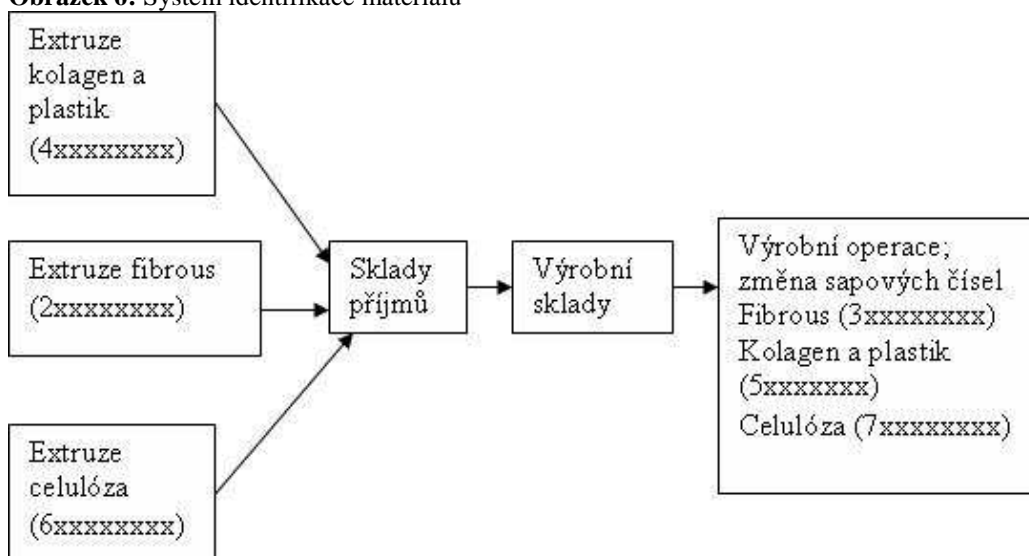 Obrázek 6: Systém identifikace materiálu
Extruze
kolagen a
plastik
(4xxxxxxxx)
Extruze fibrous
(2xxxxxxxx)
Extruze
celulóza
(6xxxxxxxx)
Sklady
příjmů
Výrobní
sklady
Výrobní operace;
změna sapových čísel
Fibrous (3xxxxxxxx)
Kolagen a plastik
(5xxxxxxx)
Celulóza (7xxxxxxxx)